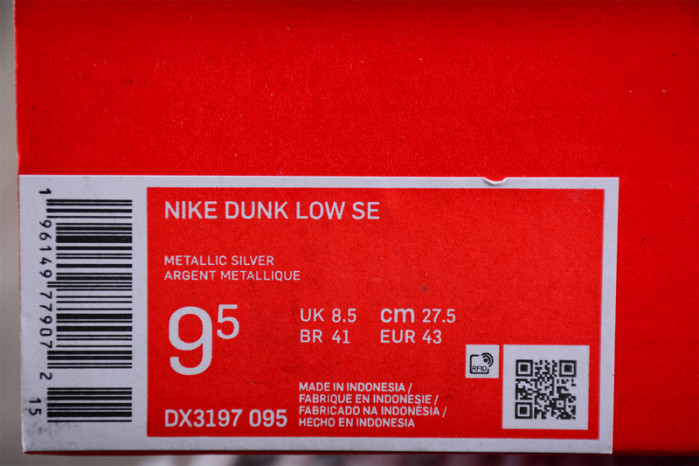 NIKE DUNK LOW SE
METALLIC SILVER
ARGENT METALLIQUE
9⁵
UK 8.5 cm 27.5
BR 41 EUR 43
RFID
MADE IN INDONESIA /
FABRIQUE EN INDONÉSIE /
FABRICADO NA INDONÉSIA /
HECHO EN INDONESIA
DX3197 095
1 96149 77907 2
15